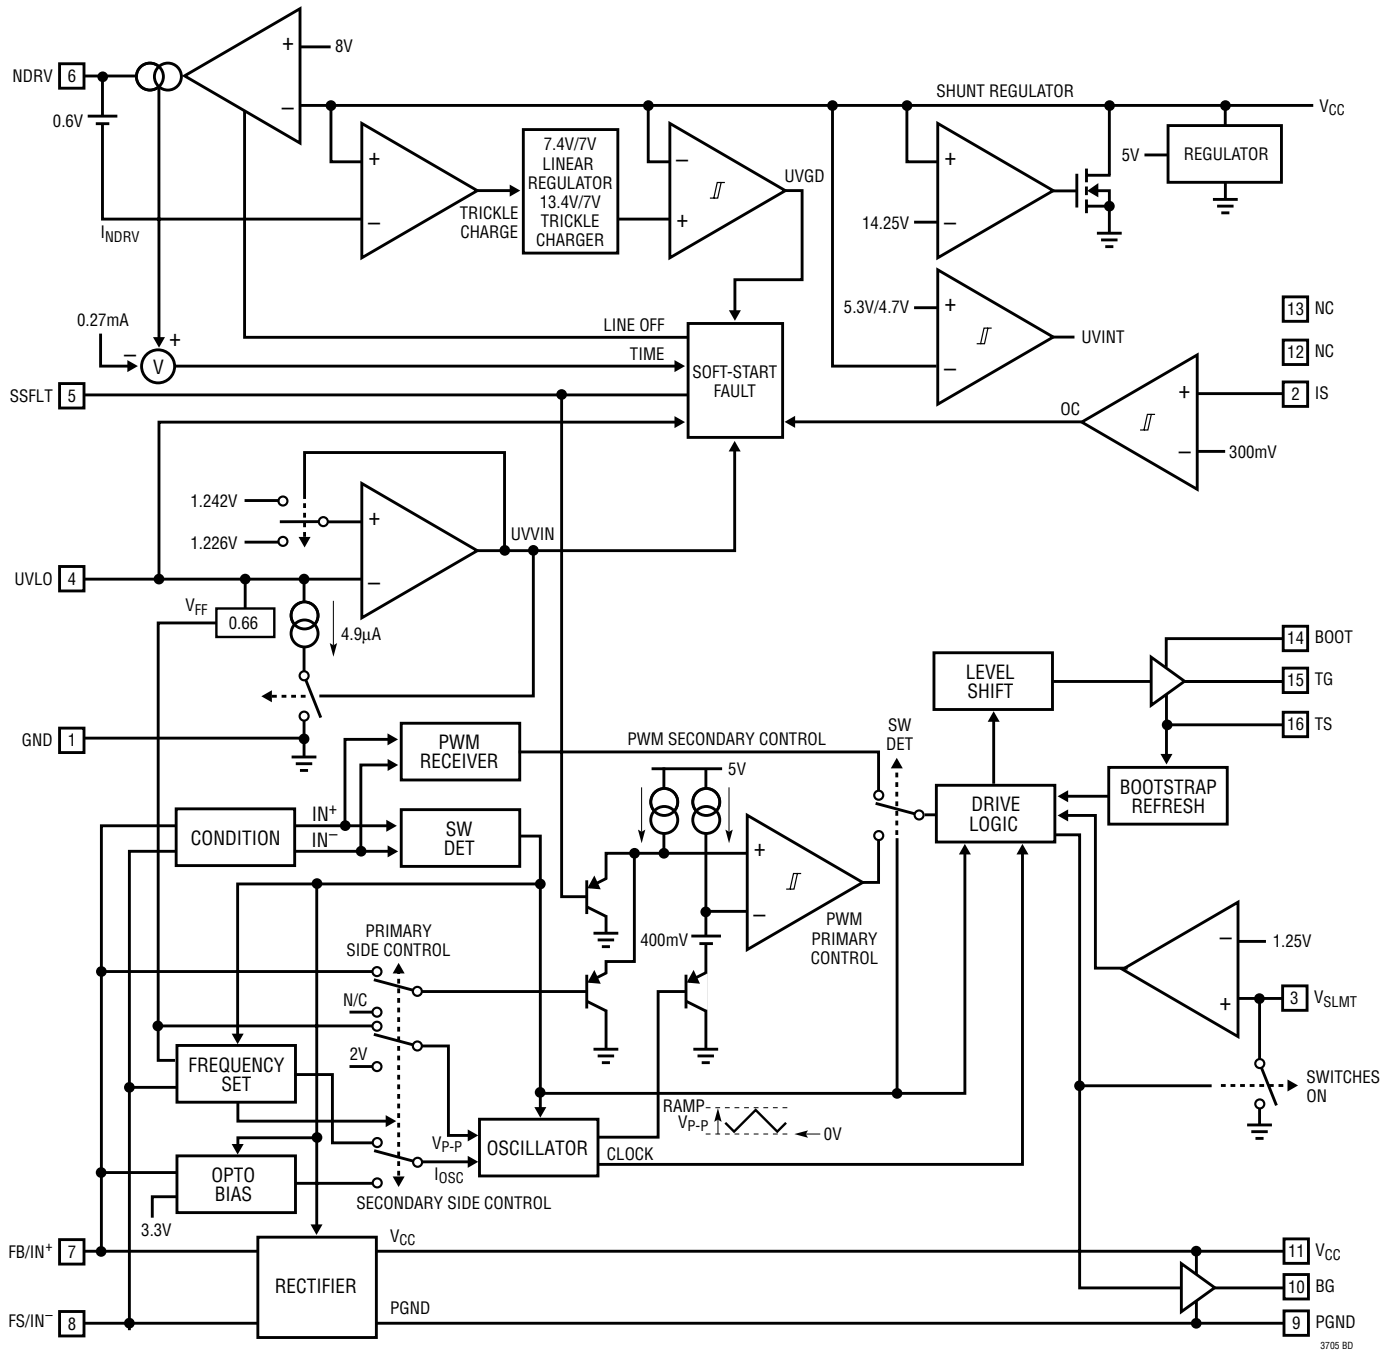 +
8V
NDRV 6
–
SHUNT REGULATOR
VCC
0.6V
+
7.4V/7V
LINEAR
REGULATOR
13.4V/7V
TRICKLE
CHARGER
–
UVGD
+
5V
REGULATOR
TRICKLE
CHARGE
–
INDRV
+
14.25V
–
5.3V/4.7V
+
UVINT
–
13 NC
12 NC
2 IS
0.27mA
LINE OFF
+
–
V
TIME
SOFT-START
FAULT
SSFLT 5
OC
+
–
300mV
1.242V
+
1.226V
UVVIN
UVLO 4
–
VFF
0.66
4.9µA
14 BOOT
LEVEL
SHIFT
15 TG
16 TS
GND 1
PWM
RECEIVER
PWM SECONDARY CONTROL
SW
DET
5V
DRIVE
LOGIC
BOOTSTRAP
REFRESH
CONDITION
IN+
IN–
SW
DET
+
–
PWM
PRIMARY
CONTROL
400mV
PRIMARY
SIDE CONTROL
–
1.25V
+
3 VSLMT
N/C
2V
FREQUENCY
SET
SWITCHES
ON
RAMP
VP-P
0V
OSCILLATOR
VP-P
IOSC
CLOCK
OPTO
BIAS
SECONDARY SIDE CONTROL
3.3V
FB/IN+ 7
VCC
11 VCC
RECTIFIER
10 BG
FS/IN– 8
PGND
9 PGND
3705 BD